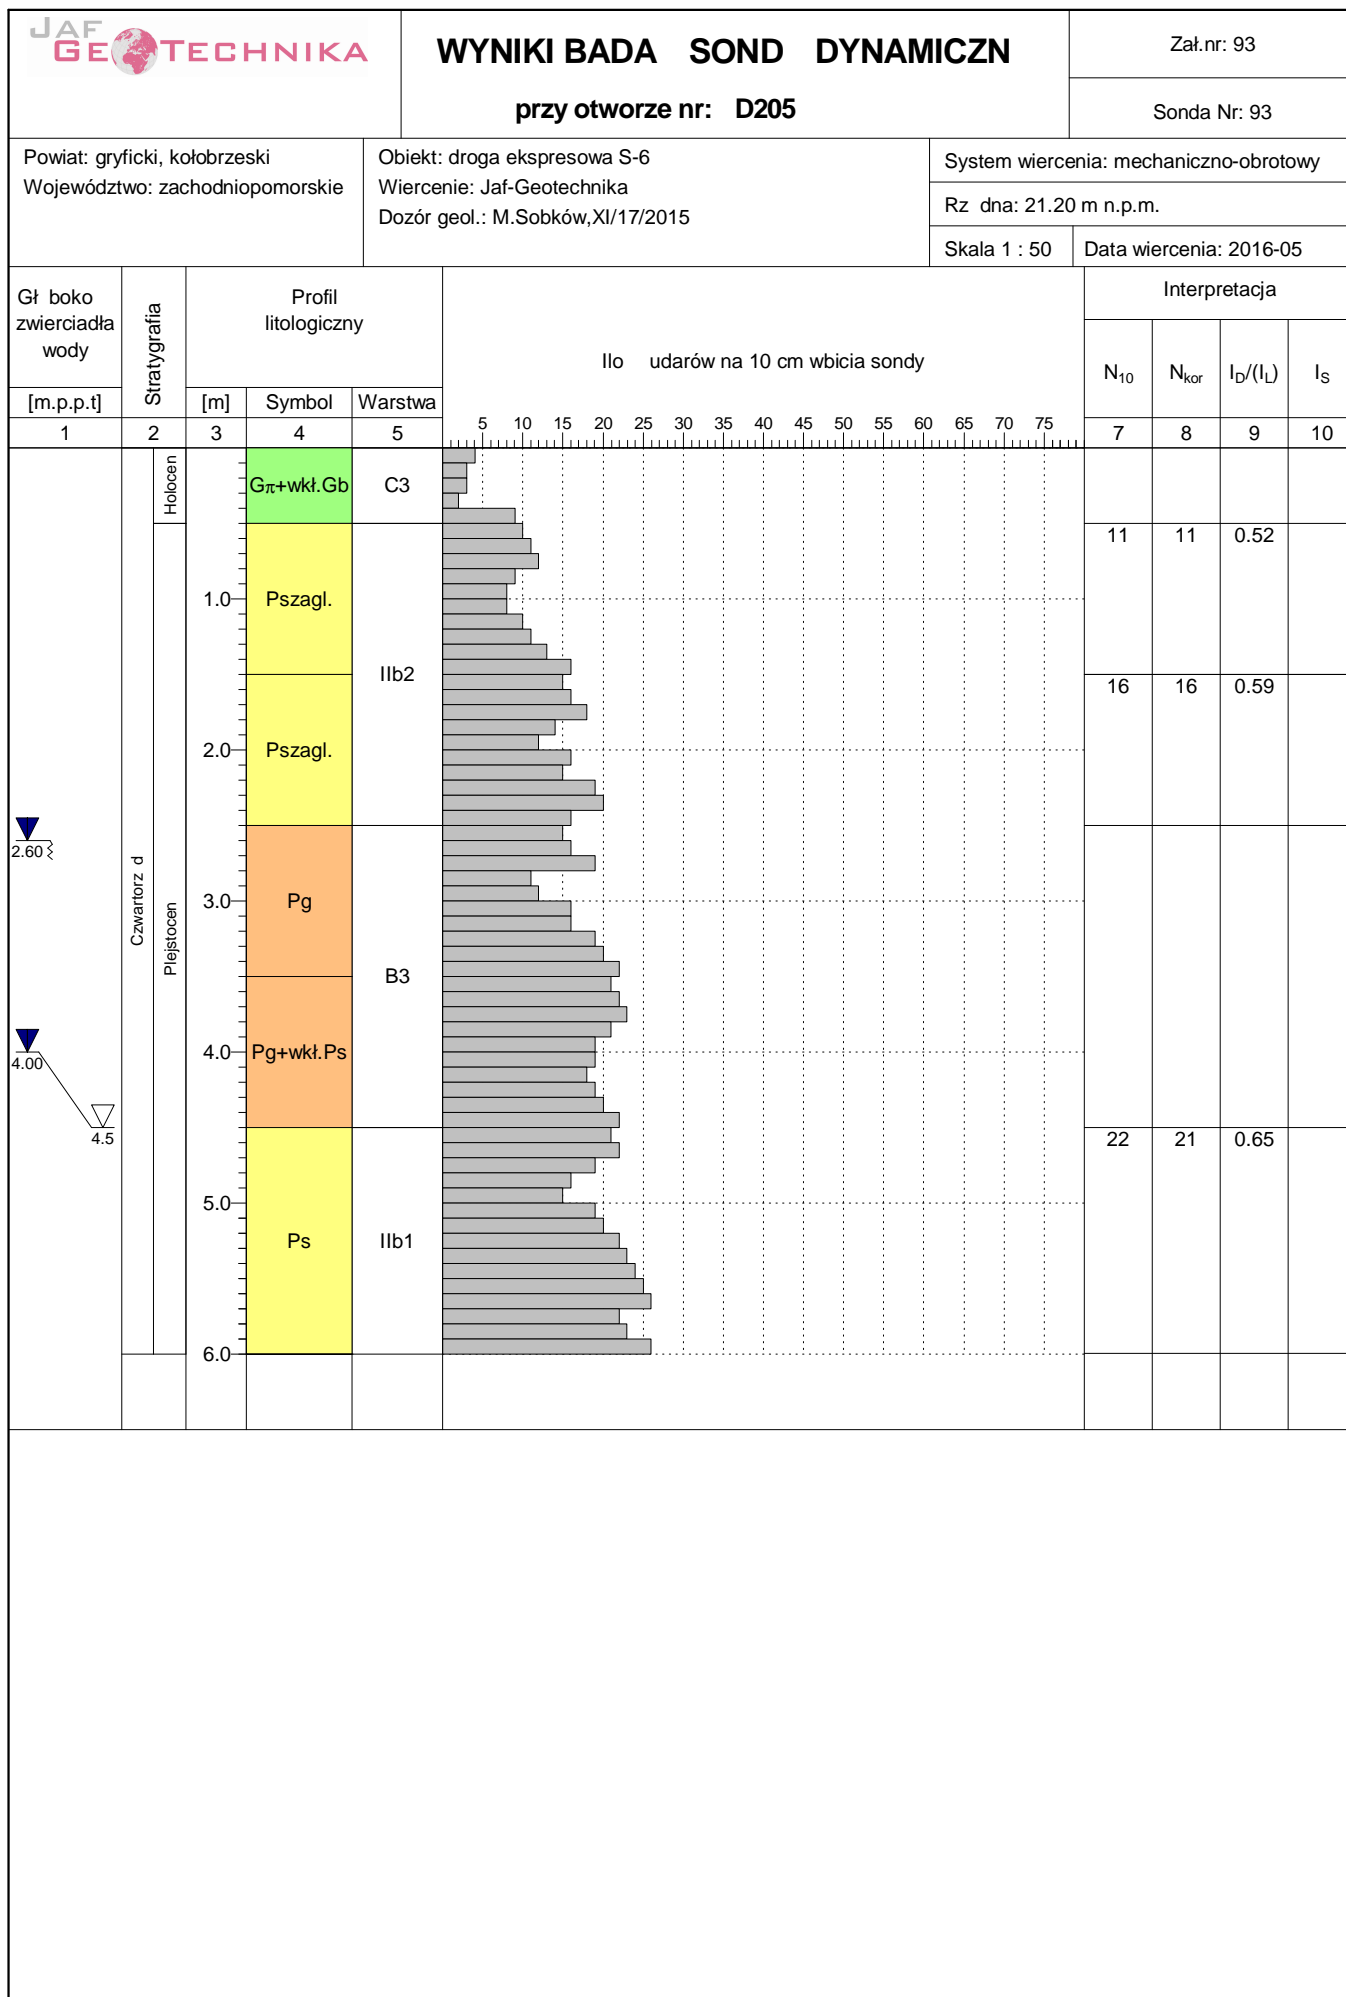 JAF
GEOTECHNIKA
WYNIKI BADA SOND DYNAMICZN
przy otworze nr: D205
Zał.nr: 93
Sonda Nr: 93
Powiat: gryficki, kołobrzeski
Województwo: zachodniopomorskie
Obiekt: droga ekspresowa S-6
Wiercenie: Jaf-Geotechnika
Dozór geol.: M.Sobków,XI/17/2015
System wiercenia: mechaniczno-obrotowy
Rz dna: 21.20 m n.p.m.
Skala 1 : 50
Data wiercenia: 2016-05
Gł boko
zwierciadła
wody
[m.p.p.t]
Stratygrafia
Profil
litologiczny
[m] Symbol Warstwa
Ilo udarów na 10 cm wbicia sondy
Interpretacja
N10 Nkor ID/(IL) IS
5 10 15 20 25 30 35 40 45 50 55 60 65 70 75
1 2 3 4 5 7 8 9 10
Holocen
Gπ+wkł.Gb C3
11 11 0.52
1.0 Pszagl.
IIb2
16 16 0.59
2.0 Pszagl.
2.60
Czwartorz d
Plejstocen
3.0 Pg
B3
4.0 Pg+wkł.Ps
4.00
4.5
22 21 0.65
5.0
Ps IIb1
6.0